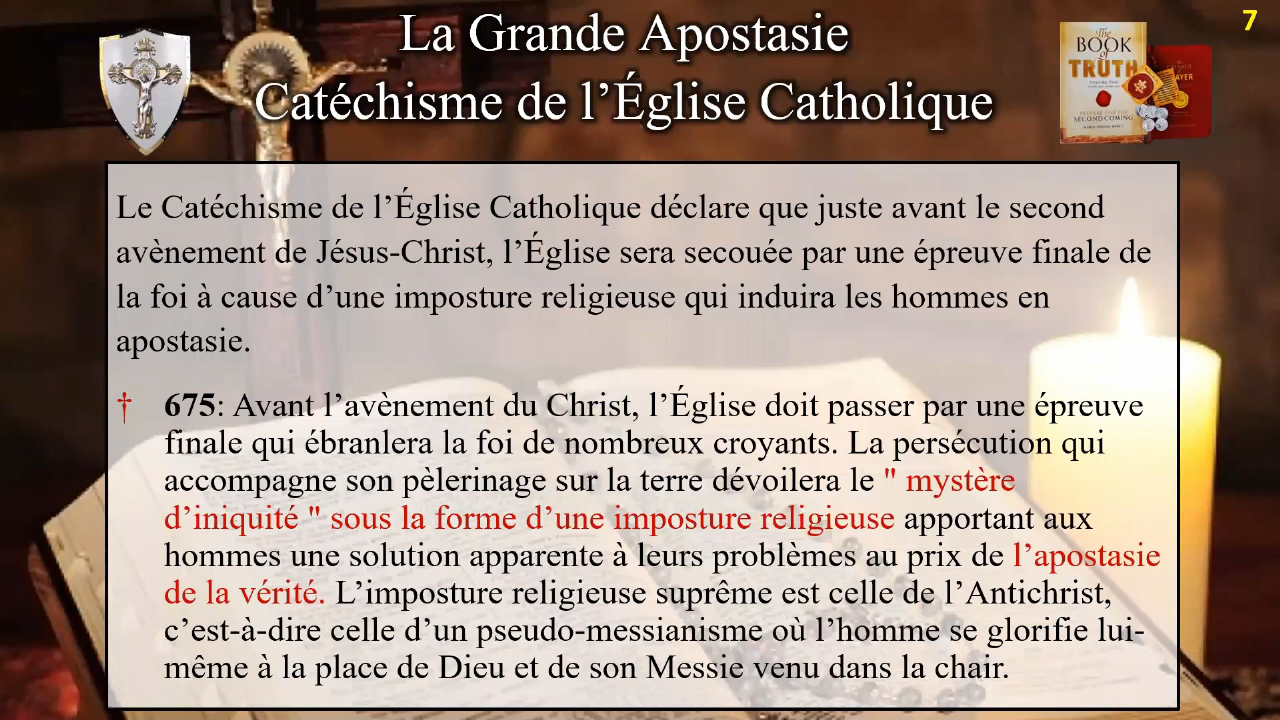 7
La Grande Apostasie
Catéchisme de l’Église Catholique
The
BOOK
of
TRUTH
SECOND COMING
Le Catéchisme de l’Église Catholique déclare que juste avant le second
avènement de Jésus-Christ, l’Église sera secouée par une épreuve finale de
la foi à cause d’une imposture religieuse qui induira les hommes en
apostasie.
† 675: Avant l’avènement du Christ, l’Église doit passer par une épreuve
finale qui ébranlera la foi de nombreux croyants. La persécution qui
accompagne son pèlerinage sur la terre dévoilera le " mystère
d’iniquité " sous la forme d’une imposture religieuse apportant aux
hommes une solution apparente à leurs problèmes au prix de l’apostasie
de la vérité. L’imposture religieuse suprême est celle de l’Antichrist,
c’est-à-dire celle d’un pseudo-messianisme où l’homme se glorifie lui-
même à la place de Dieu et de son Messie venu dans la chair.